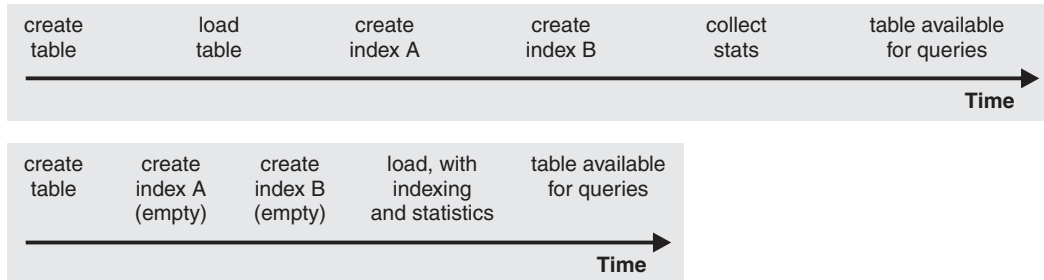 create load create create collect table available
table table index A index B stats for queries
Time
create create create load, with table available
table index A index B indexing for queries
(empty) (empty) and statistics
Time